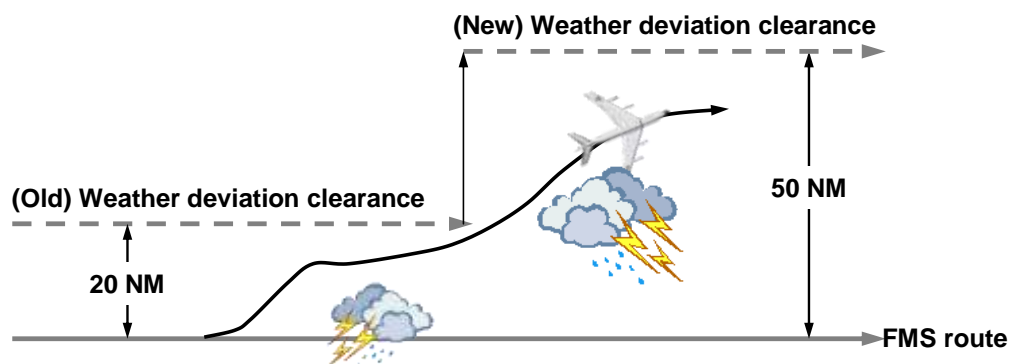 (New) Weather deviation clearance
(Old) Weather deviation clearance
50 NM
20 NM
FMS route